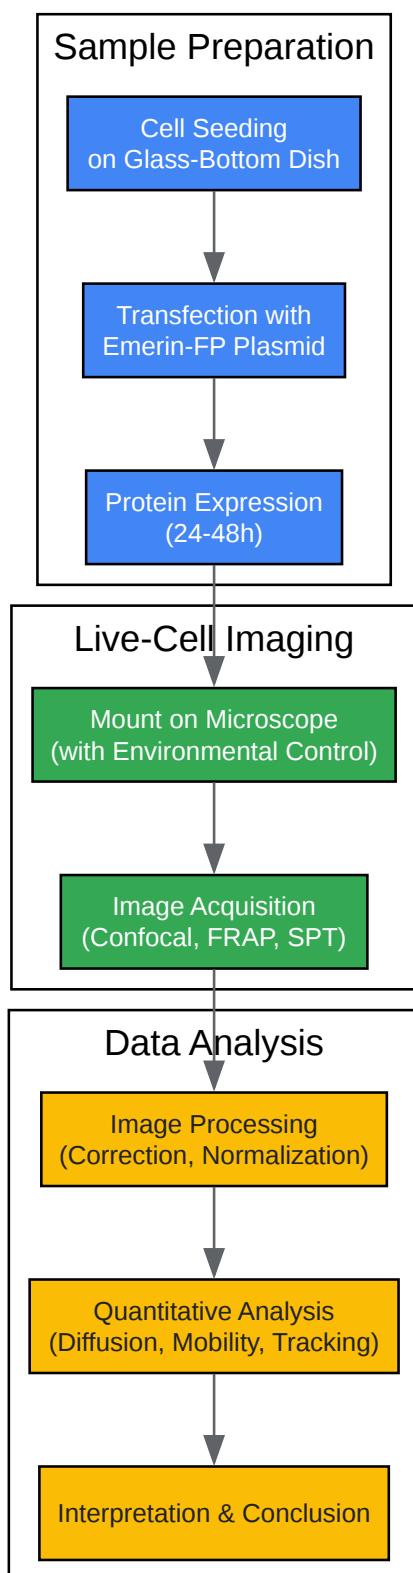 Sample Preparation
Cell Seeding
on Glass-Bottom Dish
Transfection with
Emerin-FP Plasmid
Protein Expression
(24-48h)
Live-Cell Imaging
Mount on Microscope
(with Environmental Control)
Image Acquisition
(Confocal, FRAP, SPT)
Data Analysis
Image Processing
(Correction, Normalization)
Quantitative Analysis
(Diffusion, Mobility, Tracking)
Interpretation & Conclusion